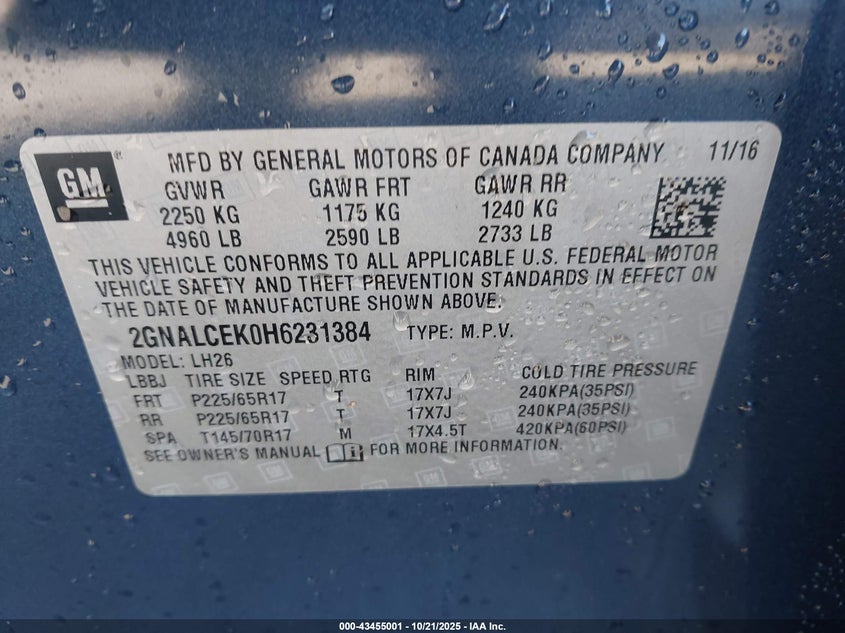 GM ® MFD BY GENERAL MOTORS OF CANADA COMPANY 11/16
GVWR GAWR FRT GAWR RR
2250 KG 1175 KG 1240 KG
4960 LB 2590 LB 2733 LB
THIS VEHICLE CONFORMS TO ALL APPLICABLE U.S. FEDERAL MOTOR
VEHICLE SAFETY AND THEFT PREVENTION STANDARDS IN EFFECT ON
THE DATE OF MANUFACTURE SHOWN ABOVE.
2GNALCEK0H6231384 TYPE: M.P.V.
MODEL: LH26
LBBJ TIRE SIZE SPEED RTG RIM COLD TIRE PRESSURE
FRT P225/65R17 T 17X7J 240KPA(35PSI)
RR P225/65R17 T 17X7J 240KPA(35PSI)
SPA T145/70R17 M 17X4.5T 420KPA(60PSI)
SEE OWNER'S MANUAL FOR MORE INFORMATION.
000-43455001 - 10/21/2025 - IAA Inc.